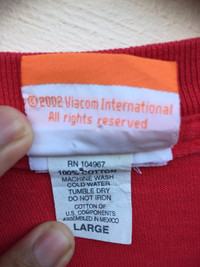 ©2002 Viacom International
All rights reserved
RN 104967
100% COTTON
MACHINE WASH
COLD WATER
TUMBLE DRY
DO NOT IRON
COTTON OF
U.S. COMPONENTS
ASSEMBLED IN MEXICO
LARGE